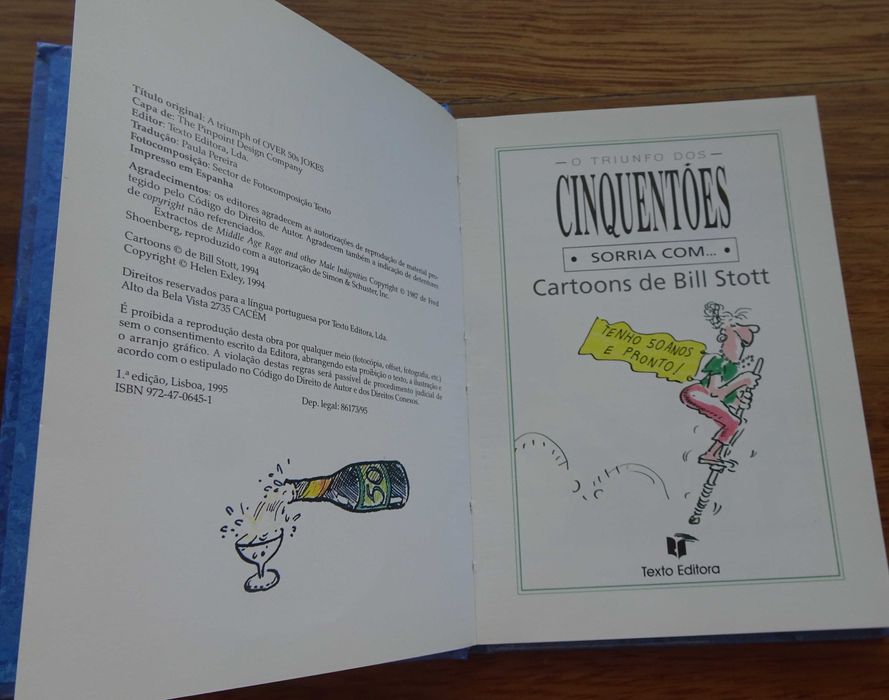 Título original: A triumph of OVER 50s JOKES
Capa de: The Pinpoint Design Company
Editor: Texto Editora, Lda.
Tradução: Paula Pereira
Fotocomposição: Sector de Fotocomposição Texto
Impresso em Espanha
Agradecimentos: os editores agradecem as autorizações de reprodução de material pro-
tegido pelo Código do Direito de Autor. Agradecem também a indicação de detentores
de copyright não referenciados.
Extractos de Middle Age Rage and other Male Indignities Copyright © 1987 de Fred
Shoenberg, reproduzido com a autorização de Simon & Shuster, Inc.
Cartoons © de Bill Stott, 1994
Copyright © Helen Exley, 1994
Direitos reservados para a língua portuguesa por Texto Editora, Lda.
Alto da Bela Vista 2735 CACÉM
É proibida a reprodução desta obra por qualquer meio (fotocópia, offset, fotografia, etc.)
sem o consentimento escrito da Editora, abrangendo esta proibição o texto, a ilustração e
o arranjo gráfico. A violação destas regras será passível de procedimento judicial de
acordo com o estipulado no Código do Direito de Autor e dos Direitos Conexos.
1.ª edição, Lisboa, 1995
ISBN 972-47-0645-1
Dep. legal: 86173/95
50
O TRIUNFO DOS
CINQUENTÕES
• SORRIA COM... •
Cartoons de Bill Stott
TENHO 50 ANOS
E PRONTO!
Texto Editora